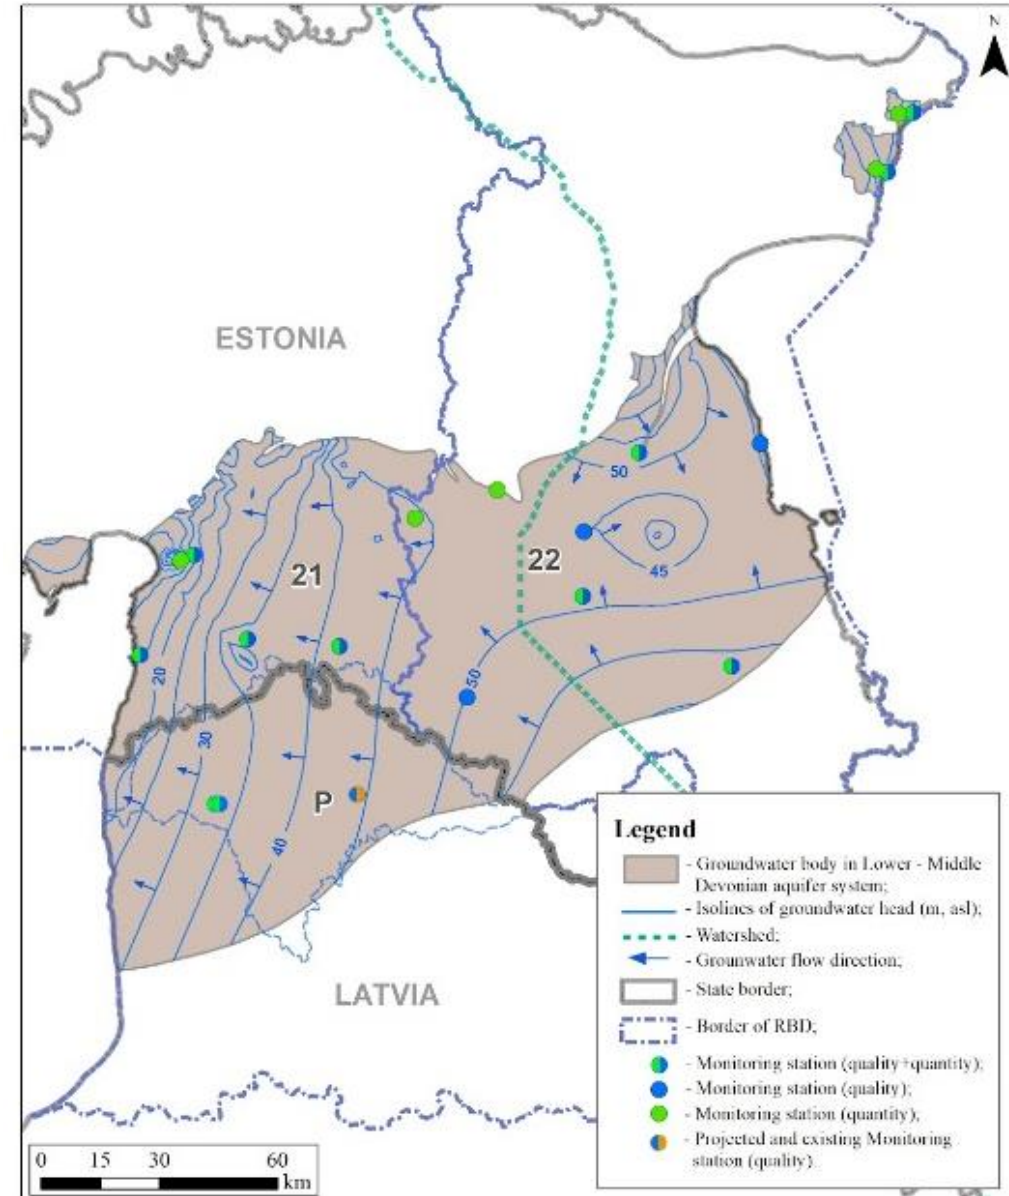 N
ESTONIA
50
22
45
21
20
50
30
P
40
LATVIA
Legend
- Groundwater body in Lower - Middle
Devonian aquifer system;
- Isolines of groundwater head (m, asl);
- Watershed;
- Grounwater flow direction;
- State border;
- Border of RBD;
- Monitoring station (quality+quantity);
- Monitoring station (quality);
- Monitoring station (quantity),
- Projected and existing Monitoring
station (quality)
0 15 30 60
km